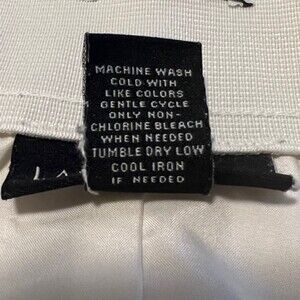 MACHINE WASH
COLD WITH
LIKE COLORS
GENTLE CYCLE
ONLY NON-
CHLORINE BLEACH
WHEN NEEDED
TUMBLE DRY LOW
COOL IRON
IF NEEDED